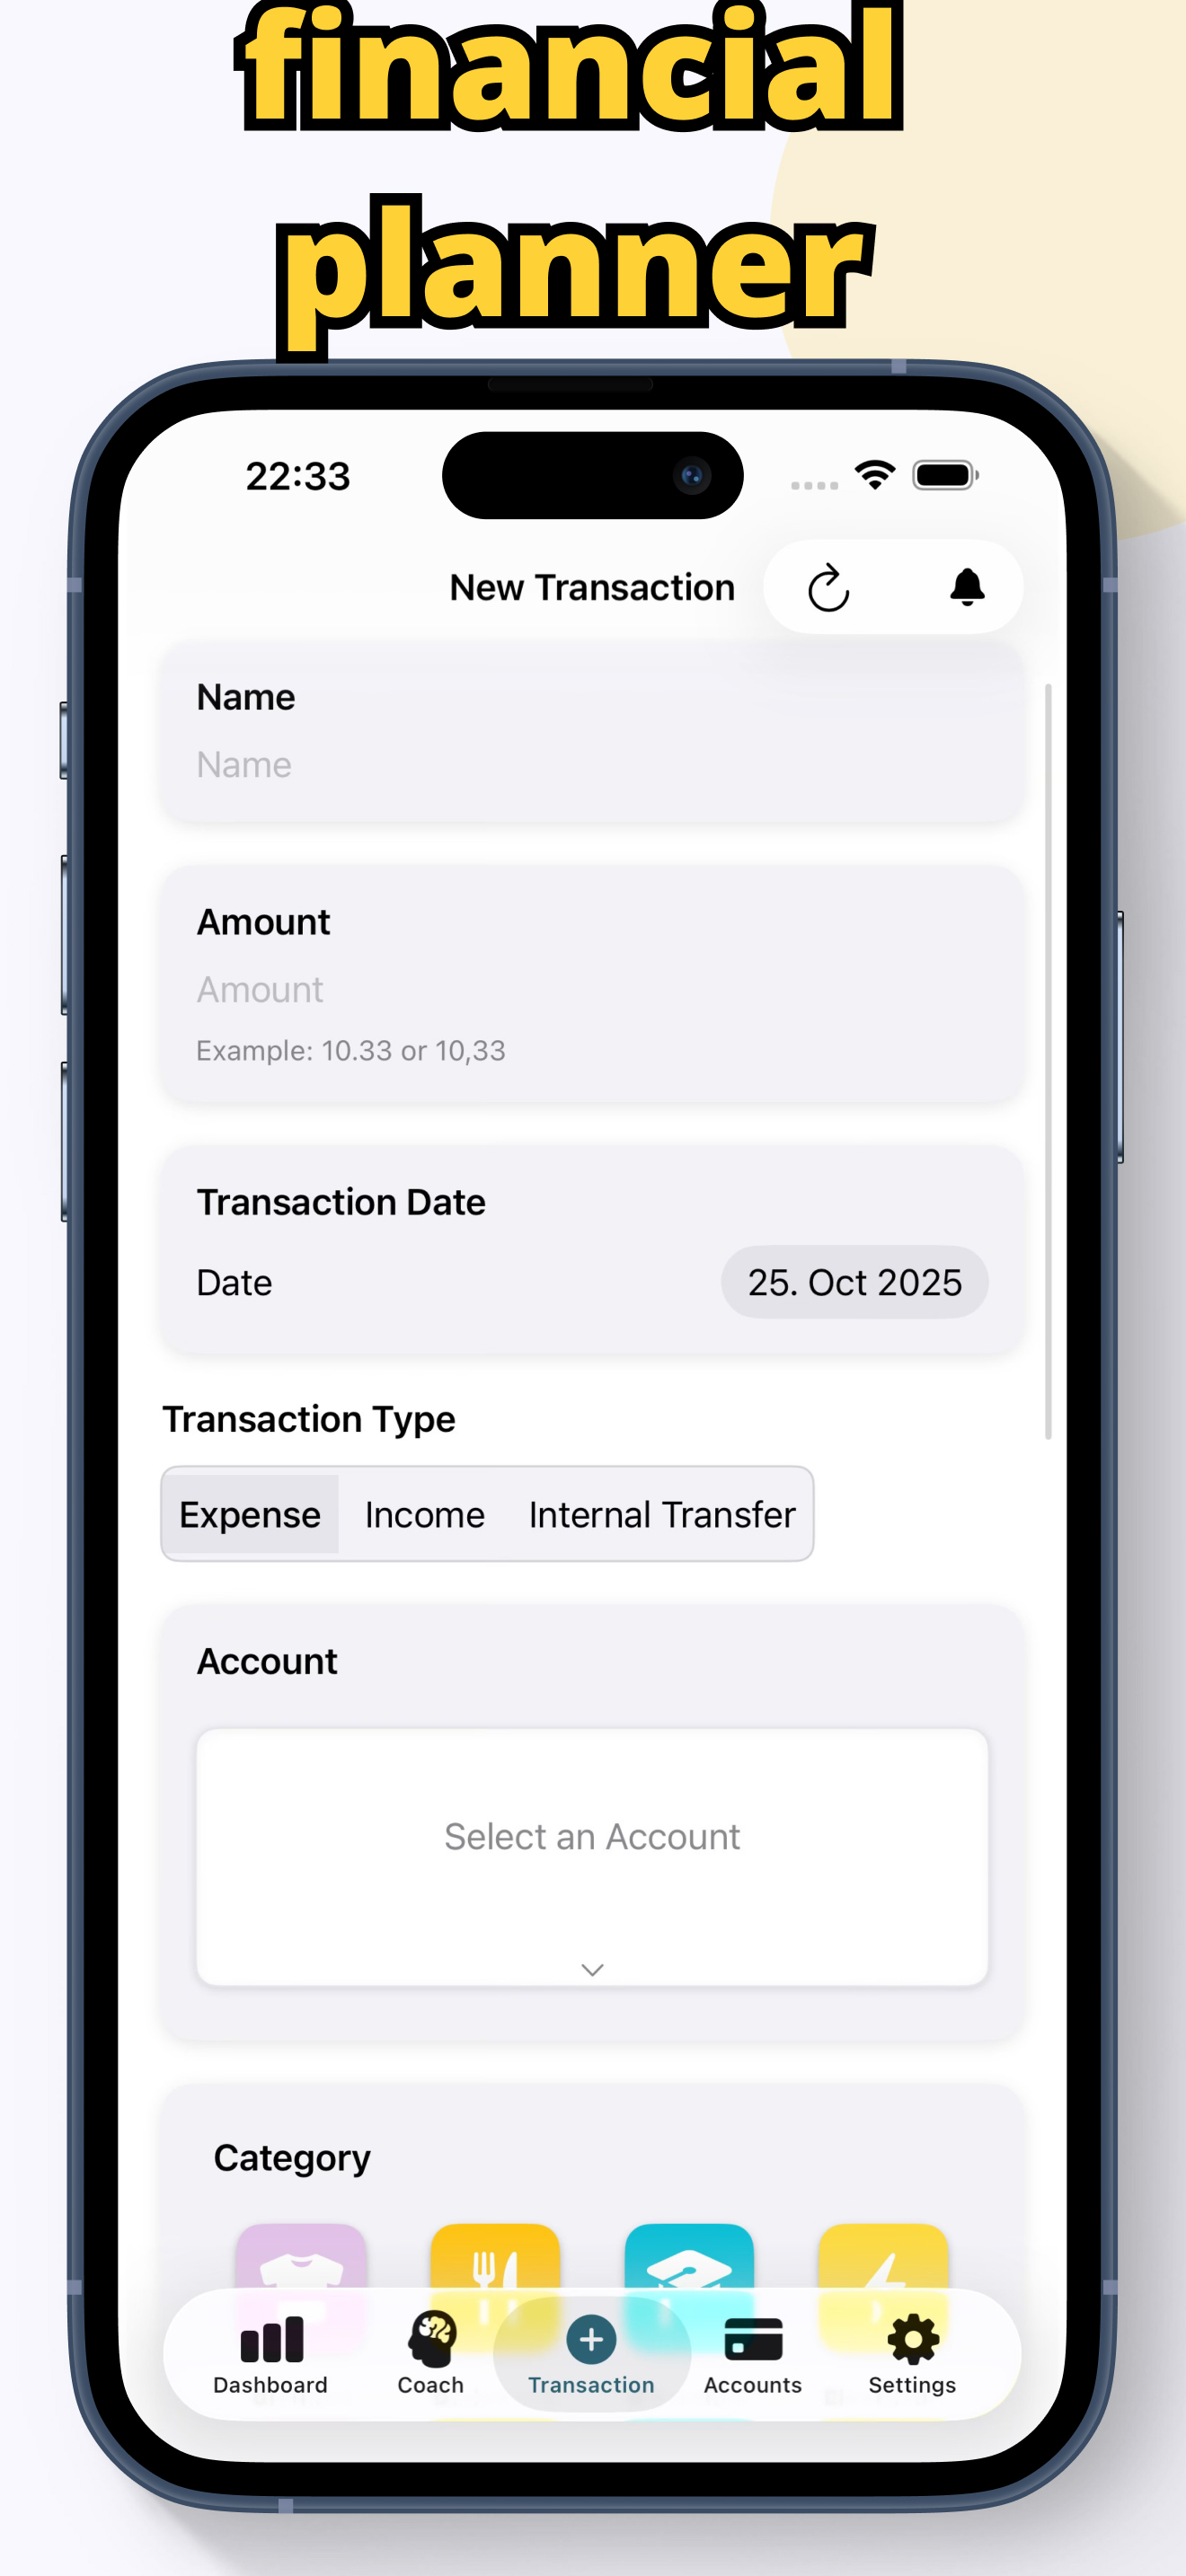 financial
planner
22:33
New Transaction
Name
Name
Amount
Amount
Example: 10.33 or 10,33
Transaction Date
Date 25. Oct 2025
Transaction Type
Expense Income Internal Transfer
Account
Select an Account
Category
Dashboard Coach Transaction Accounts Settings